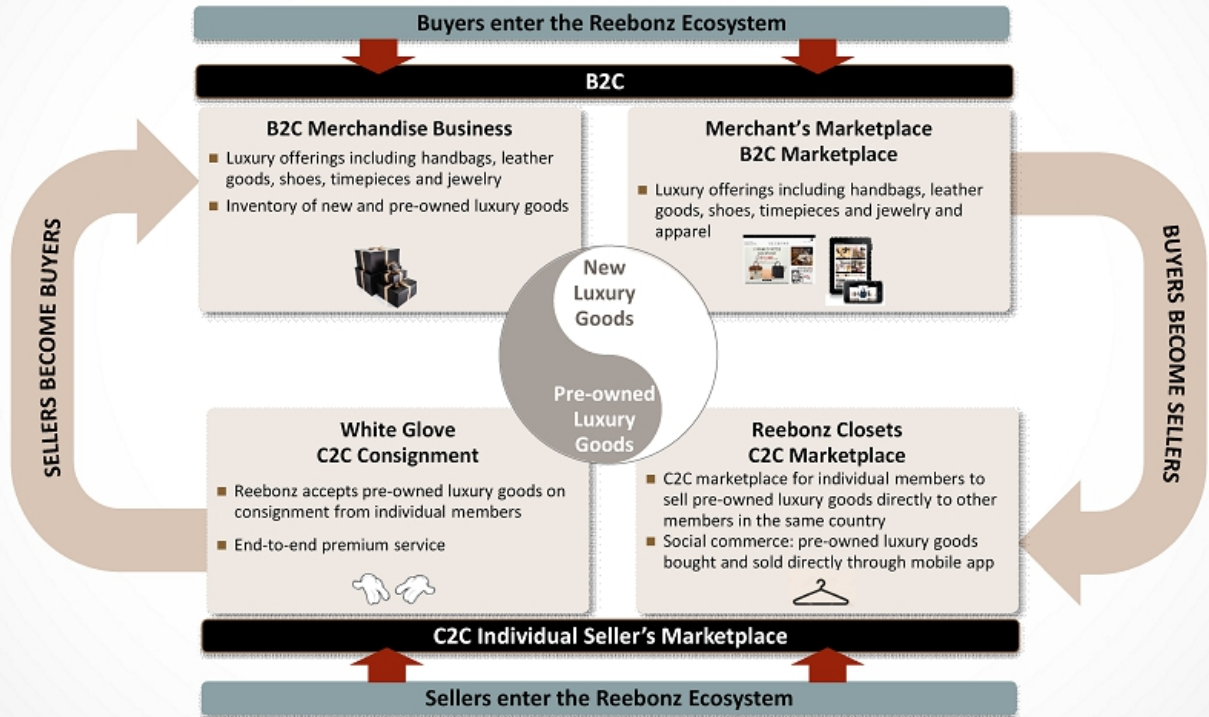 Buyers enter the Reebonz Ecosystem
B2C
B2C Merchandise Business
Luxury offerings including handbags, leather
goods, shoes, timepieces and jewelry
Inventory of new and pre-owned luxury goods
Merchant's Marketplace
B2C Marketplace
Luxury offerings including handbags, leather
goods, shoes, timepieces and jewelry and
apparel
SELLERS BECOME BUYERS
BUYERS BECOME SELLERS
New
Luxury
Goods
Pre-owned
Luxury
Goods
White Glove
C2C Consignment
Reebonz accepts pre-owned luxury goods on
consignment from individual members
End-to-end premium service
Reebonz Closets
C2C Marketplace
C2C marketplace for individual members to
sell pre-owned luxury goods directly to other
members in the same country
Social commerce: pre-owned luxury goods
bought and sold directly through mobile app
C2C Individual Seller's Marketplace
Sellers enter the Reebonz Ecosystem